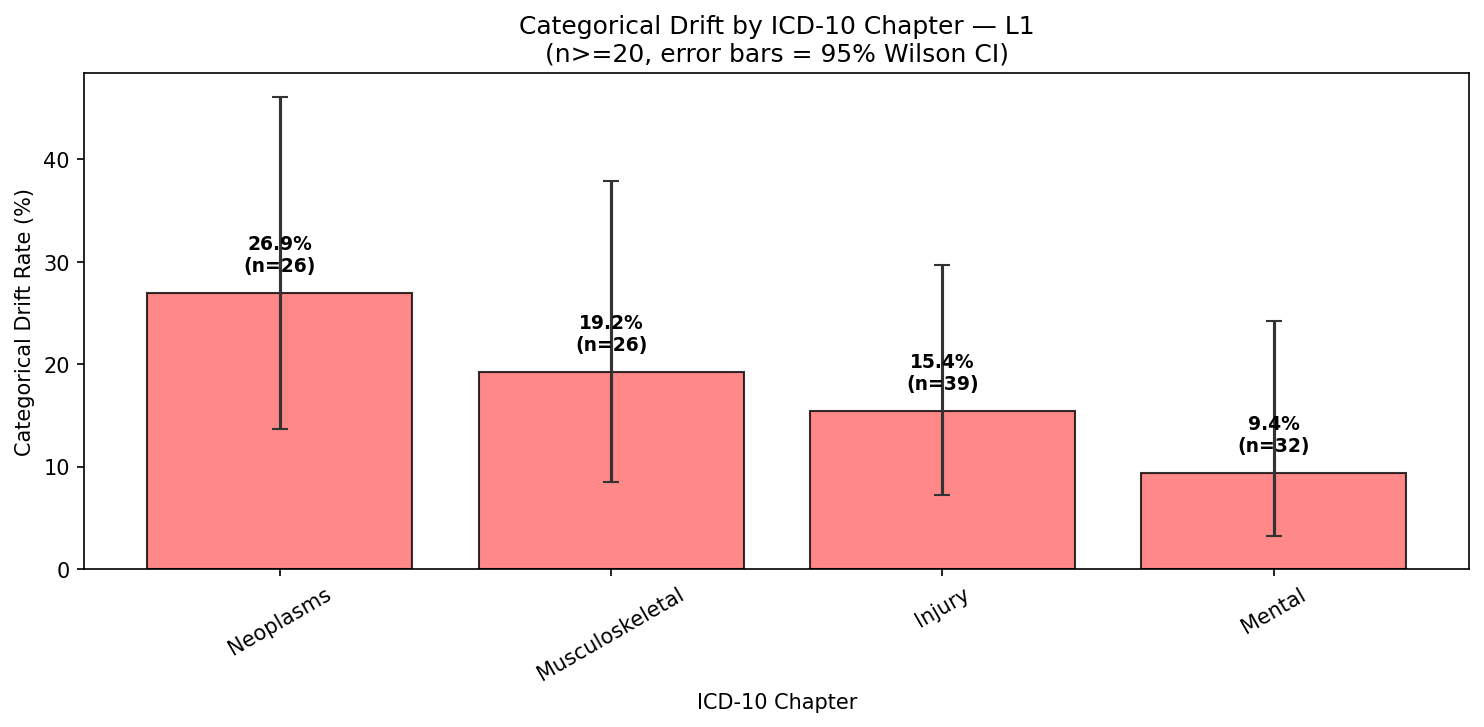 Categorical Drift by ICD-10 Chapter — L1
(n>=20, error bars = 95% Wilson CI)
Categorical Drift Rate (%)
40
30
20
10
0
26.9%
(n=26)
19.2%
(n=26)
15.4%
(n=39)
9.4%
(n=32)
Neoplasms
Musculoskeletal
Injury
Mental
ICD-10 Chapter